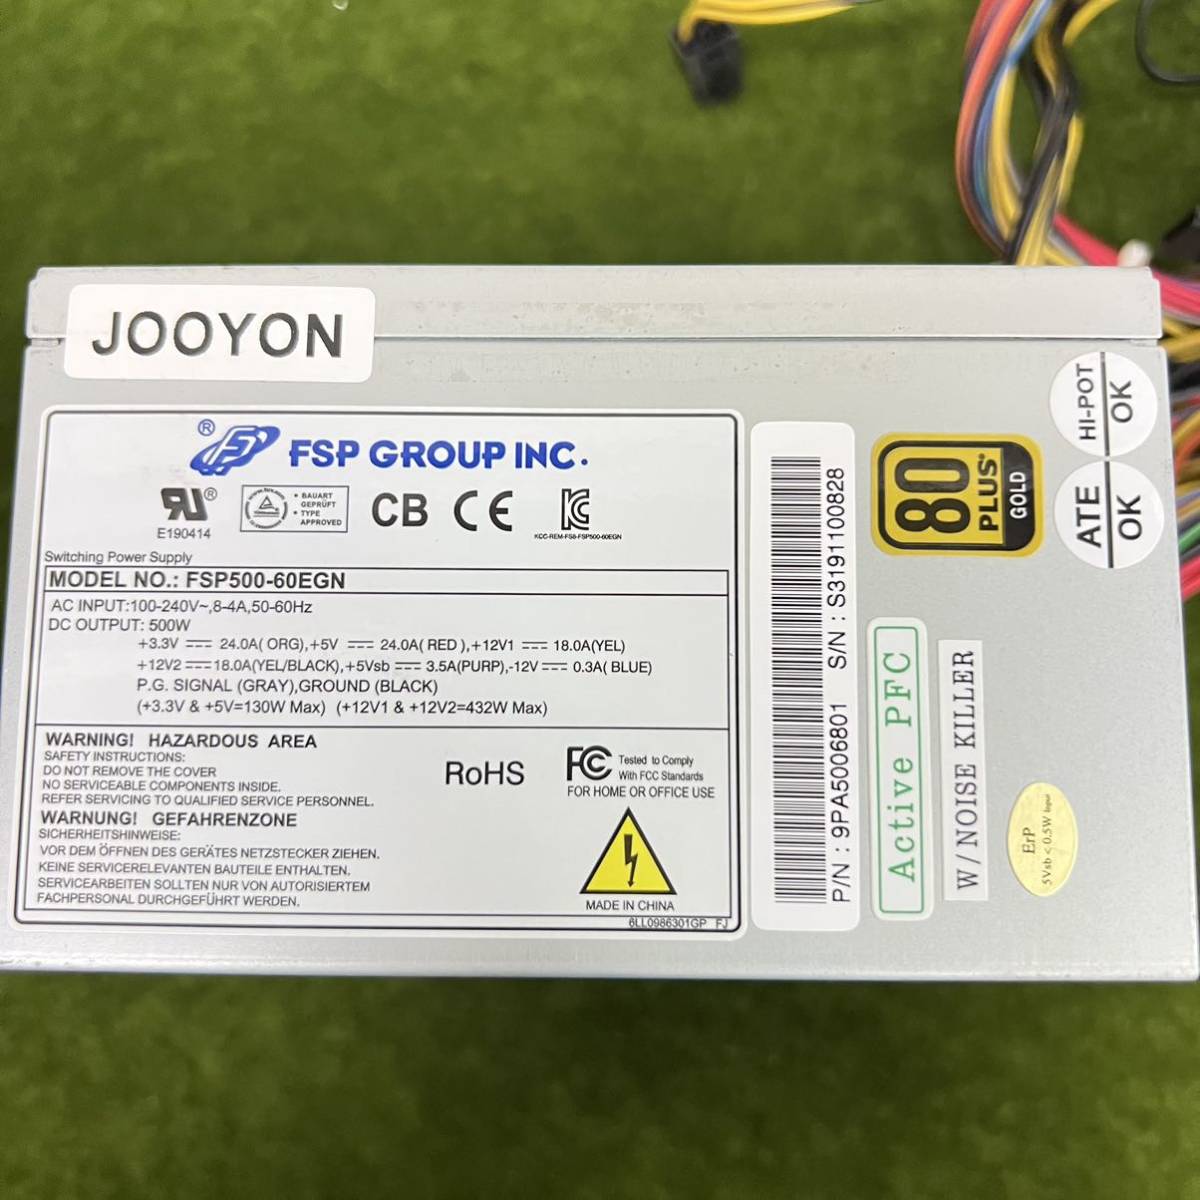 JOOYON
® FSP GROUP INC.
E190414
• BAUART GEPRÜFT
• TYPE APPROVED
CB CE
KCC-REM-FS8-FSP500-60EGN
Switching Power Supply
MODEL NO.: FSP500-60EGN
AC INPUT:100-240V~,8-4A,50-60Hz
DC OUTPUT: 500W
+3.3V ⎓ 24.0A( ORG),+5V ⎓ 24.0A( RED ),+12V1 ⎓ 18.0A(YEL)
+12V2 ⎓ 18.0A(YEL/BLACK),+5Vsb ⎓ 3.5A(PURP),-12V ⎓ 0.3A( BLUE)
P.G. SIGNAL (GRAY),GROUND (BLACK)
(+3.3V & +5V=130W Max) (+12V1 & +12V2=432W Max)
WARNING! HAZARDOUS AREA
SAFETY INSTRUCTIONS:
DO NOT REMOVE THE COVER
NO SERVICEABLE COMPONENTS INSIDE.
REFER SERVICING TO QUALIFIED SERVICE PERSONNEL.
WARNUNG! GEFAHRENZONE
SICHERHEITSHINWEISE:
VOR DEM ÖFFNEN DES GERÄTES NETZSTECKER ZIEHEN.
KEINE SERVICERELEVANTEN BAUTEILE ENTHALTEN.
SERVICEARBEITEN SOLLTEN NUR VON AUTORISIERTEM
FACHPERSONAL DURCHGEFÜHRT WERDEN.
RoHS
FC Tested to Comply
With FCC Standards
FOR HOME OR OFFICE USE
MADE IN CHINA
6LL0986301GP FJ
P/N : 9PA5006801 S/N : S3191100828
80 PLUS® GOLD
HI-POT OK
ATE OK
Active PFC
W/NOISE KILLER
ErP
5Vsb < 0.5W Input